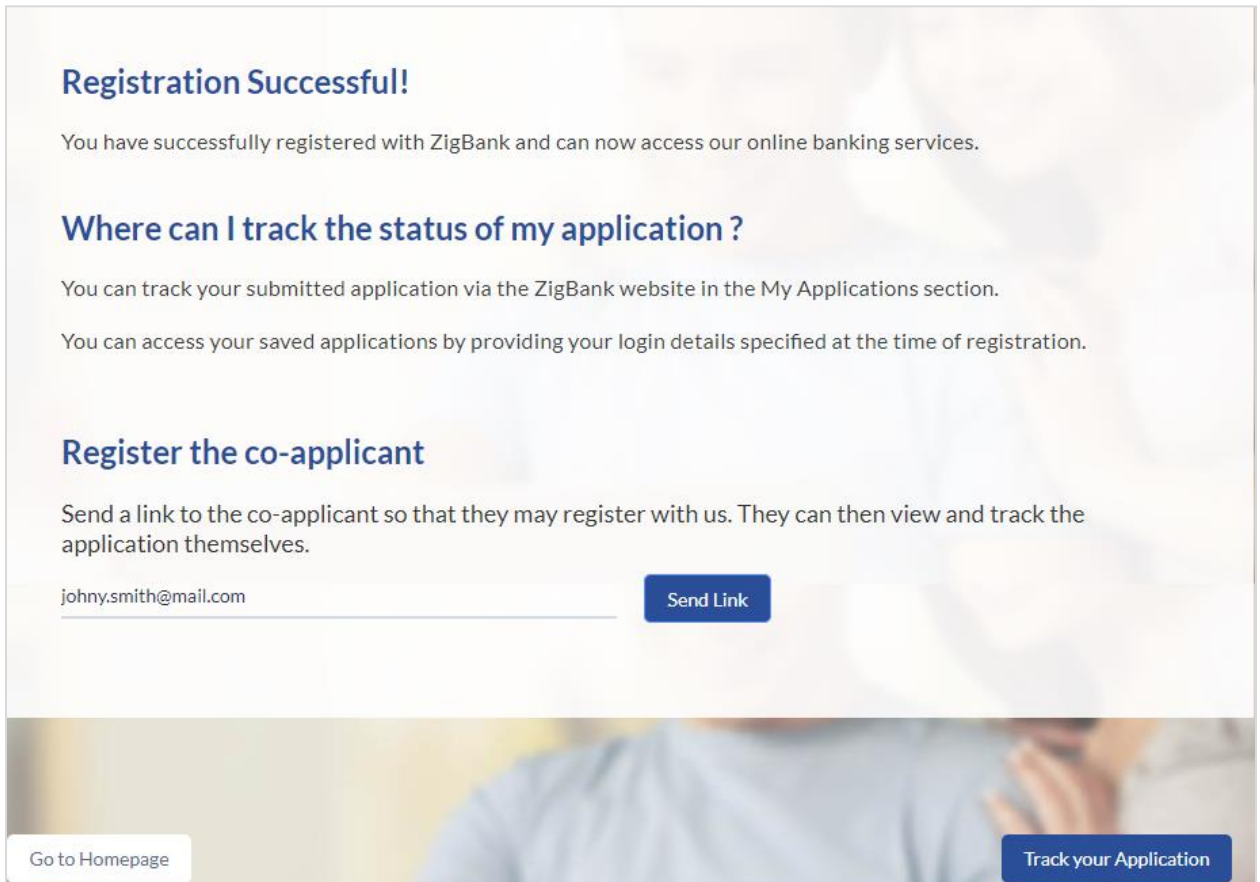 Registration Successful!
You have successfully registered with ZigBank and can now access our online banking services.
Where can I track the status of my application ?
You can track your submitted application via the ZigBank website in the My Applications section.
You can access your saved applications by providing your login details specified at the time of registration.
Register the co-applicant
Send a link to the co-applicant so that they may register with us. They can then view and track the
application themselves.
johny.smith@mail.com
Send Link
Go to Homepage
Track your Application